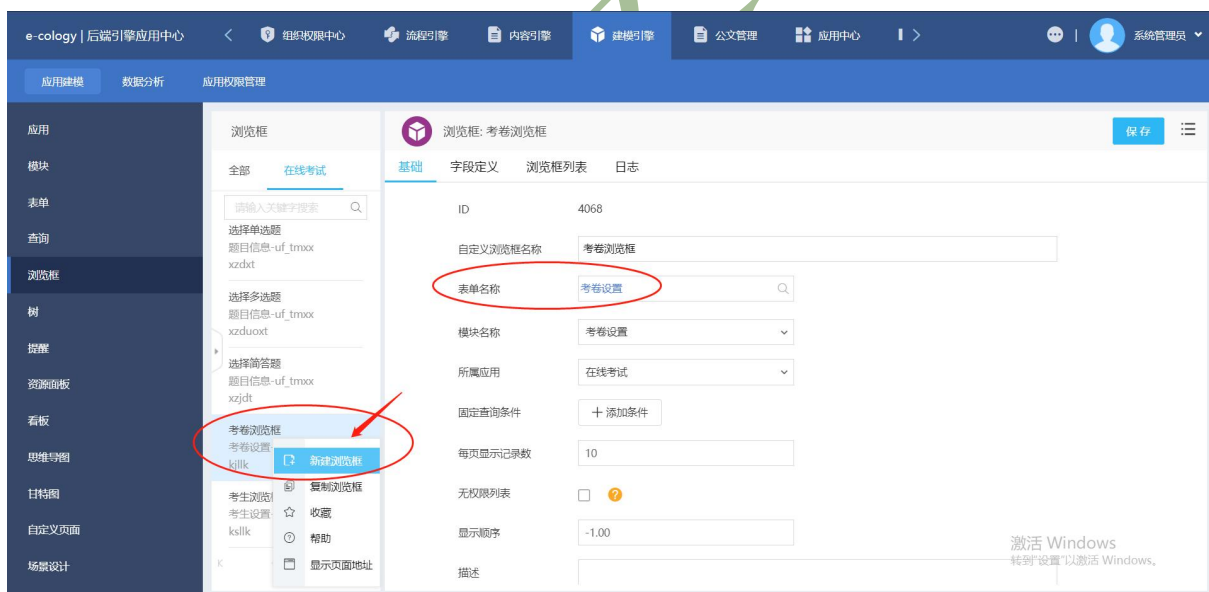 e-cology | 后端引擎应用中心 < 组织权限中心 流程引擎 内容引擎 建模引擎 公文管理 应用中心 > 系统管理员
应用建模 数据分析 应用权限管理
应用
模块
表单
查询
浏览框
树
提醒
资源面板
看板
思维导图
甘特图
自定义页面
场景设计
浏览框
全部 在线考试
请输入关键字搜索
选择单选题
题目信息-uf_tmxx
xzdxt
选择多选题
题目信息-uf_tmxx
xzduoxt
选择简答题
题目信息-uf_tmxx
xzjdt
考卷浏览框
考卷设置
kjllk
考生浏览
考生设置
ksllk
新建浏览框
复制浏览框
收藏
帮助
显示页面地址
浏览框: 考卷浏览框 保存
基础 字段定义 浏览框列表 日志
ID 4068
自定义浏览框名称 考卷浏览框
表单名称 考卷设置
模块名称 考卷设置
所属应用 在线考试
固定查询条件 + 添加条件
每页显示记录数 10
无权限列表 ?
显示顺序 -1.00
描述
激活 Windows
转到"设置"以激活 Windows。